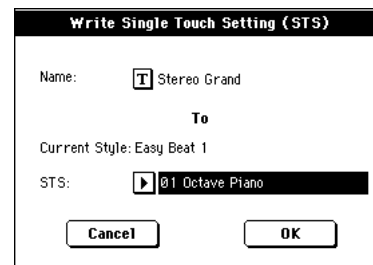 Write Single Touch Setting (STS)
Name: T Stereo Grand
To
Current Style: Easy Beat 1
STS: 01 Octave Piano
Cancel OK